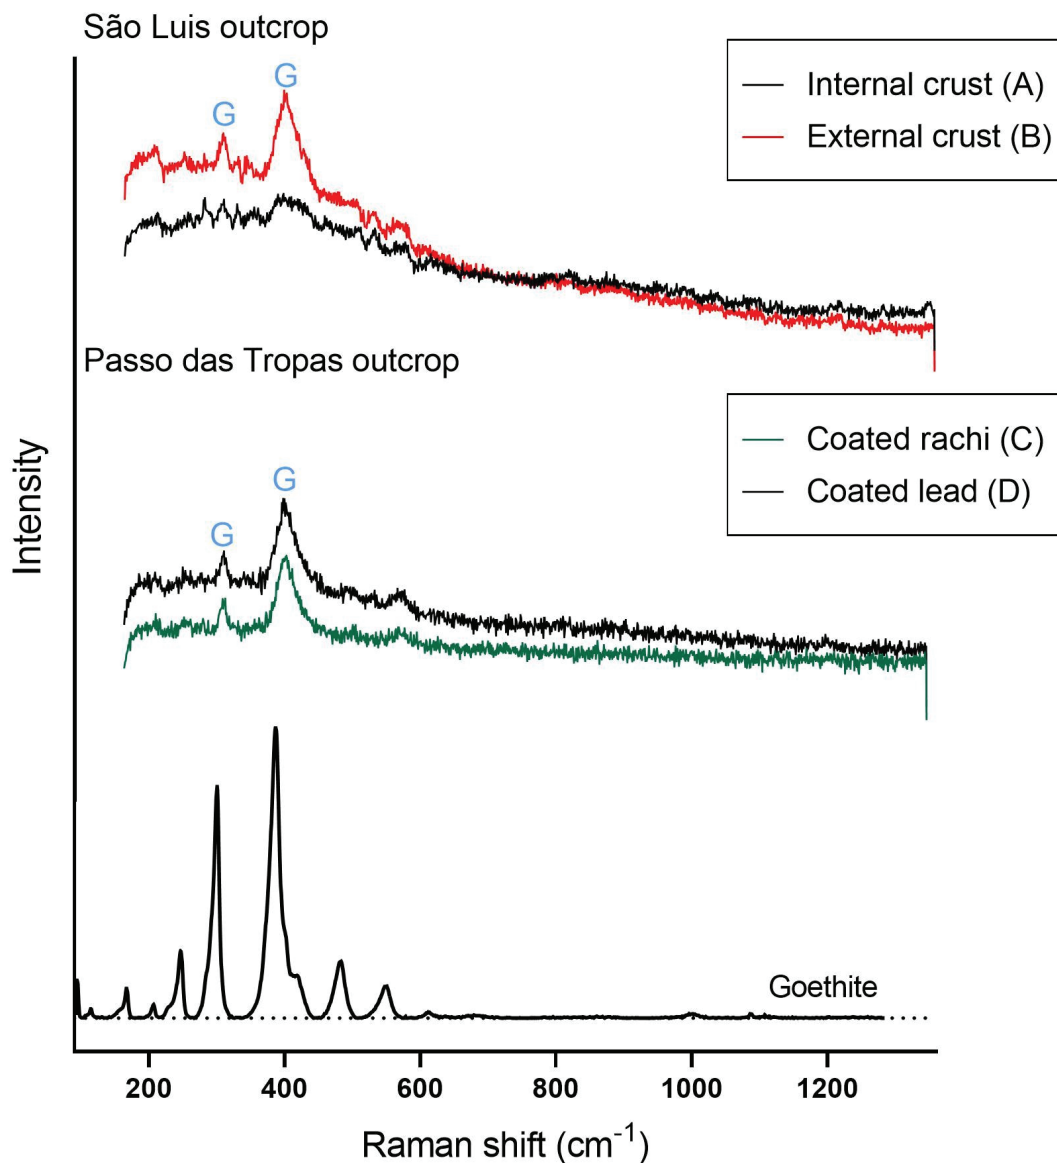 São Luis outcrop
G
G
Internal crust (A)
External crust (B)
Passo das Tropas outcrop
Coated rachi (C)
Coated lead (D)
G
G
Intensity
Goethite
200 400 600 800 1000 1200
Raman shift (cm⁻¹)